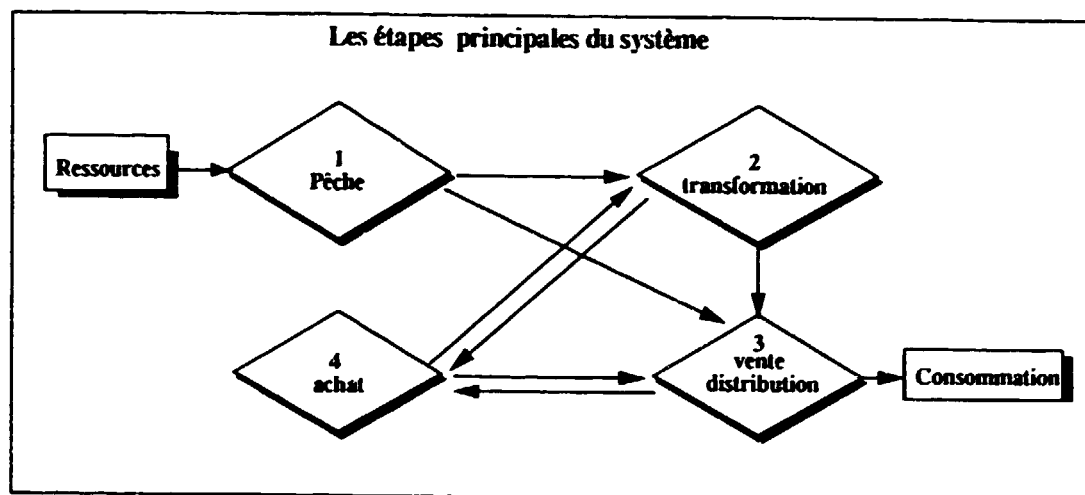 Les étapes principales du système
Ressources
1
Pêche
2
transformation
4
achat
3
vente
distribution
Consommation